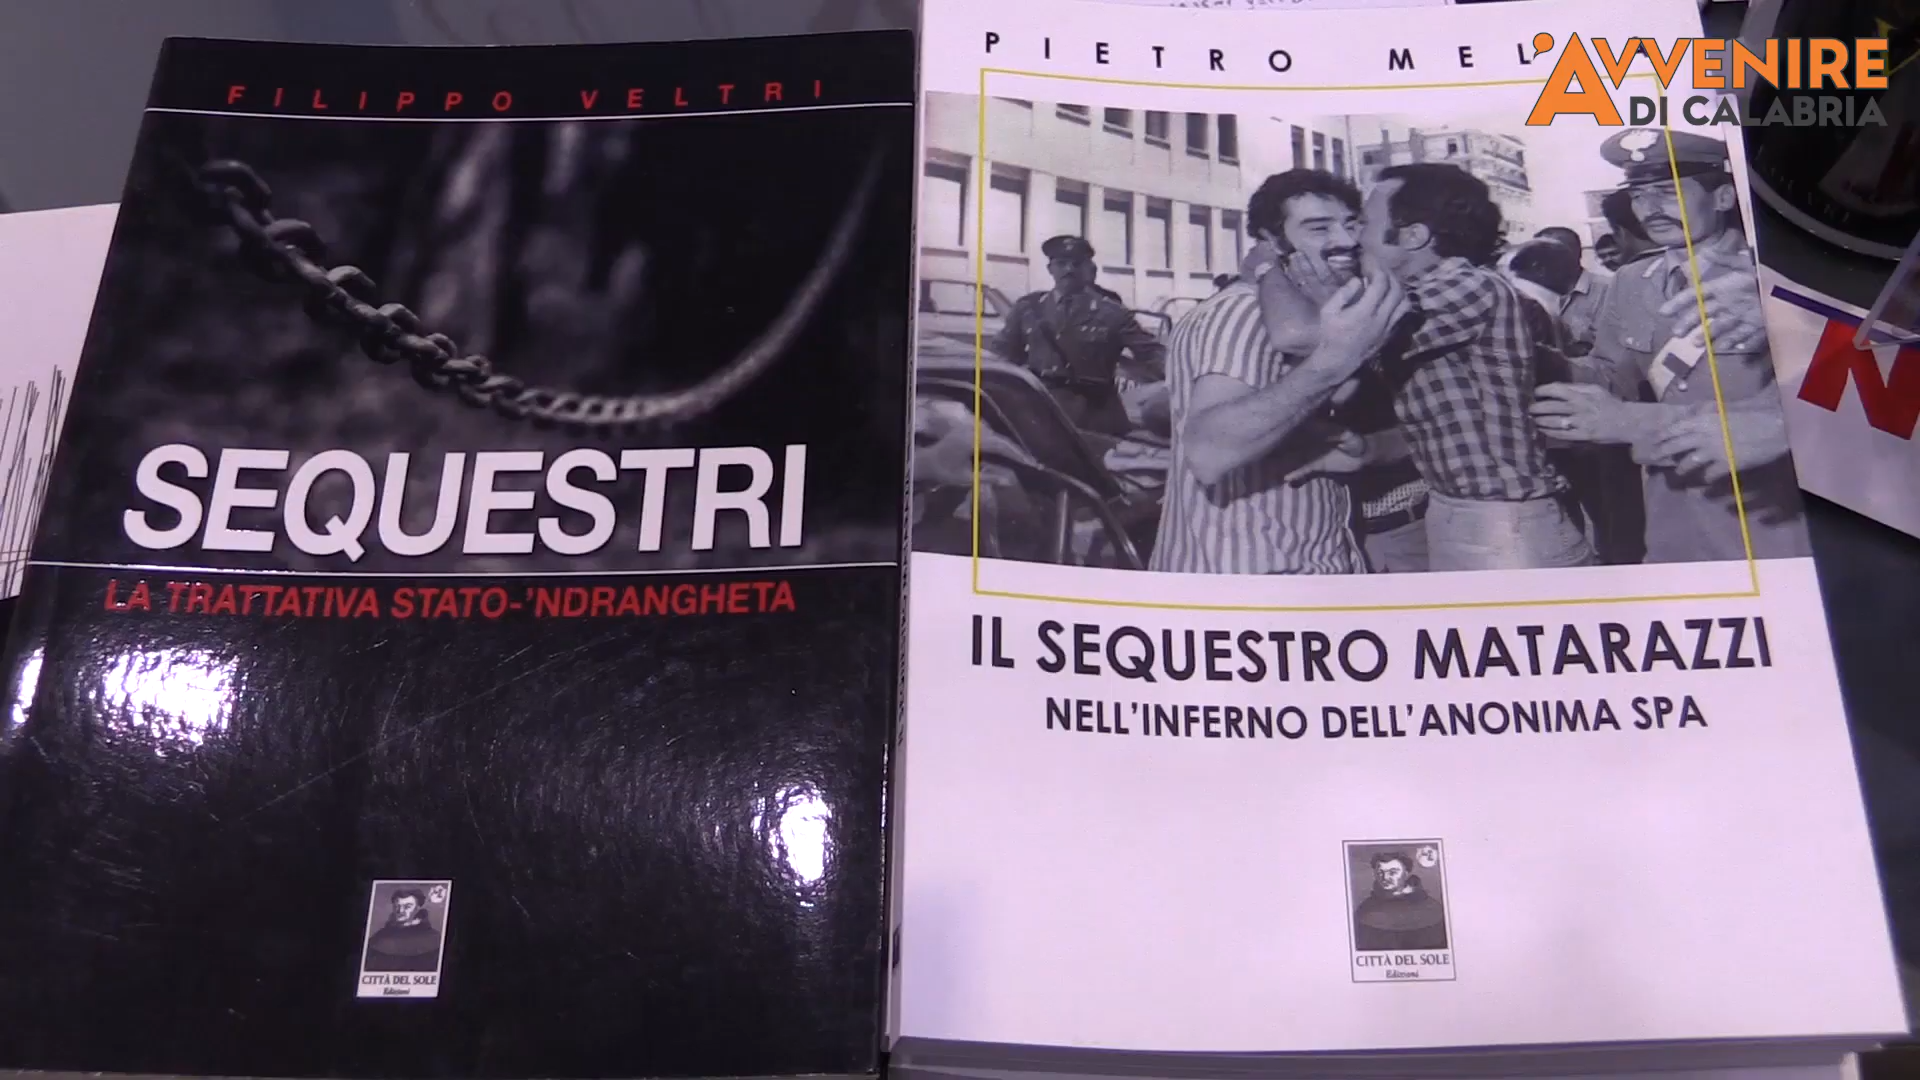 FILIPPO VELTRI
SEQUESTRI
LA TRATTATIVA STATO-'NDRANGHETA
CITTÀ DEL SOLE
Edizioni
PIETRO
IL SEQUESTRO MATARAZZI
NELL'INFERNO DELL'ANONIMA SPA
CITTÀ DEL SOLE
Edizioni
L'AVVENIRE
DI CALABRIA
N